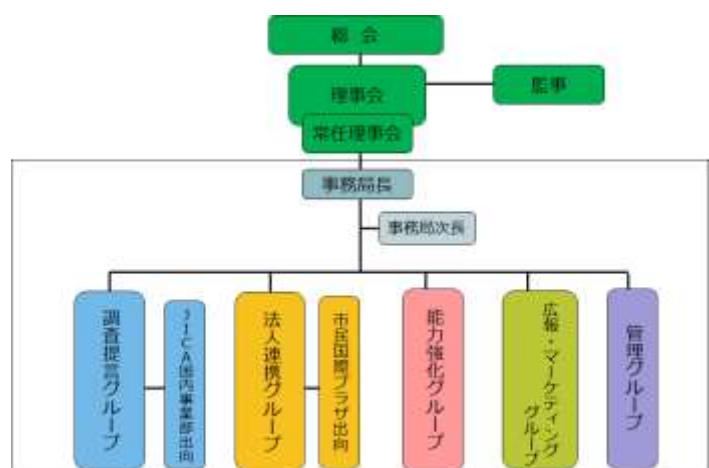 総 会
理事会
監事
常任理事会
事務局長
事務局次長
調査提言グループ
JICA国内事業部出向
法人連携グループ
市民国際プラザ出向
能力強化グループ
広報・マーケティング
グループ
管理グループ